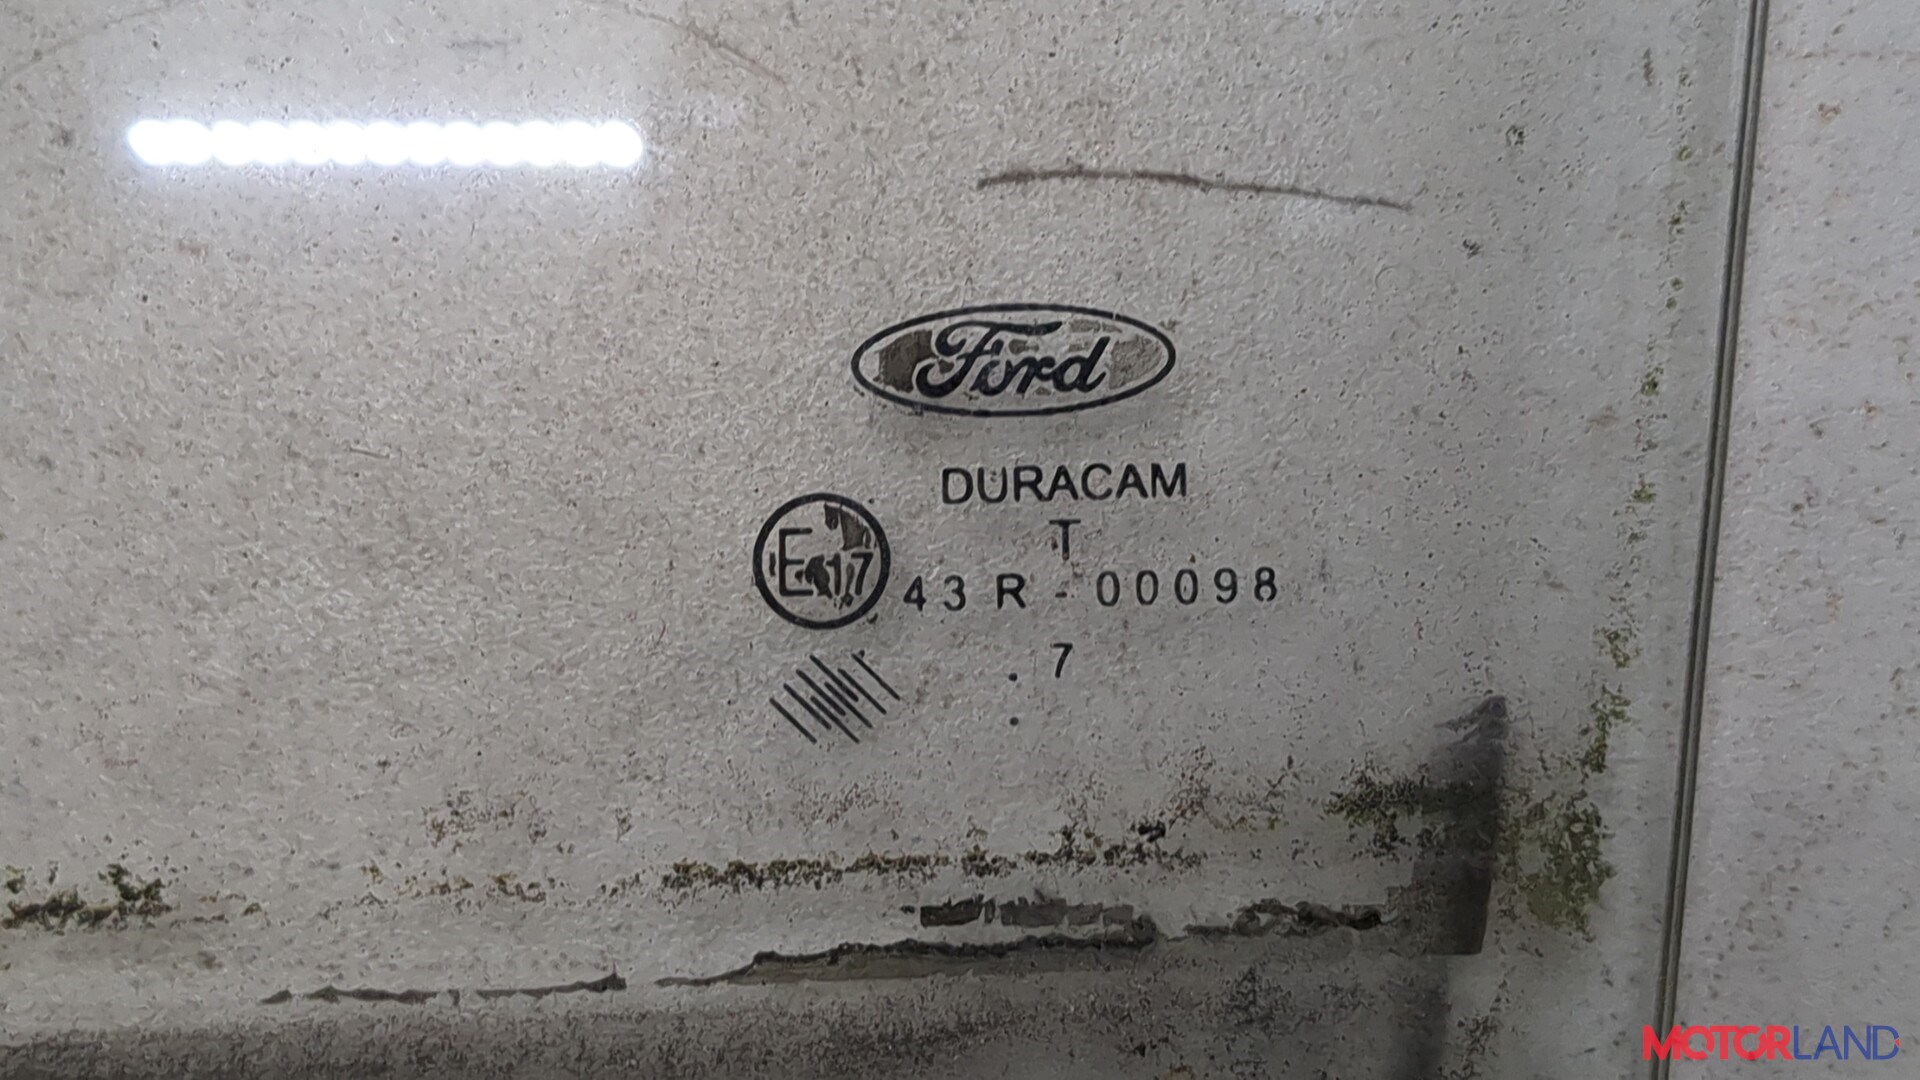 Ford
DURACAM
T
E17 43 R - 00098
. 7
.
MOTORLAND